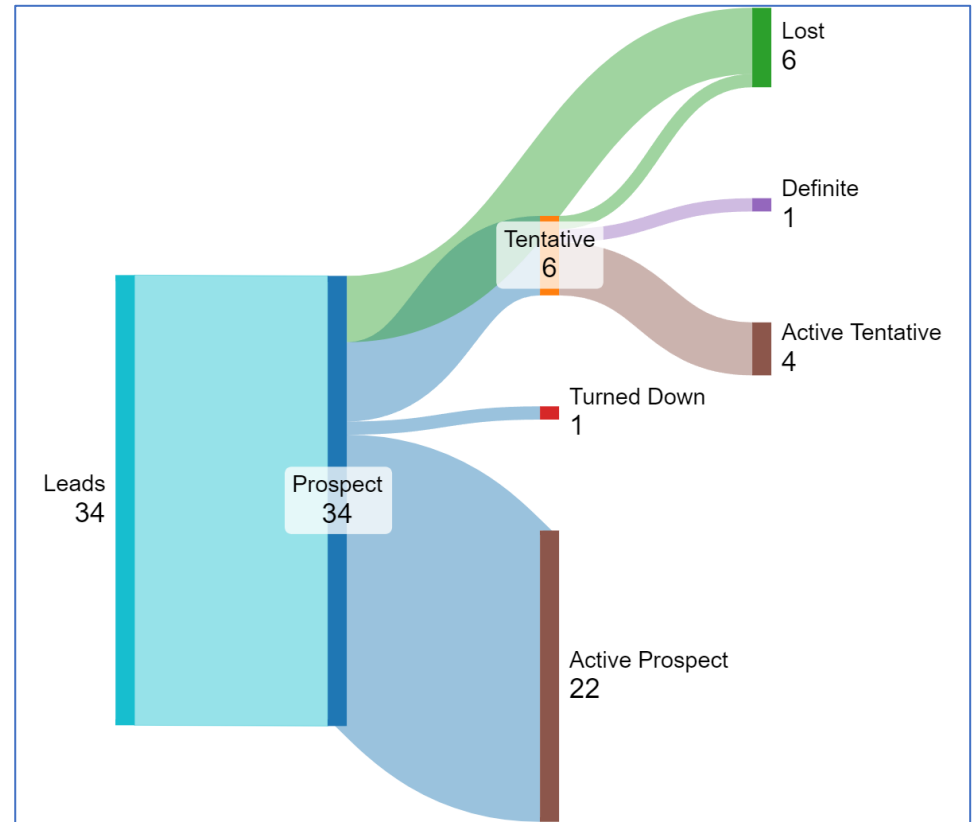 Lost
6
Definite
1
Tentative
6
Active Tentative
4
Turned Down
1
Leads
34
Prospect
34
Active Prospect
22